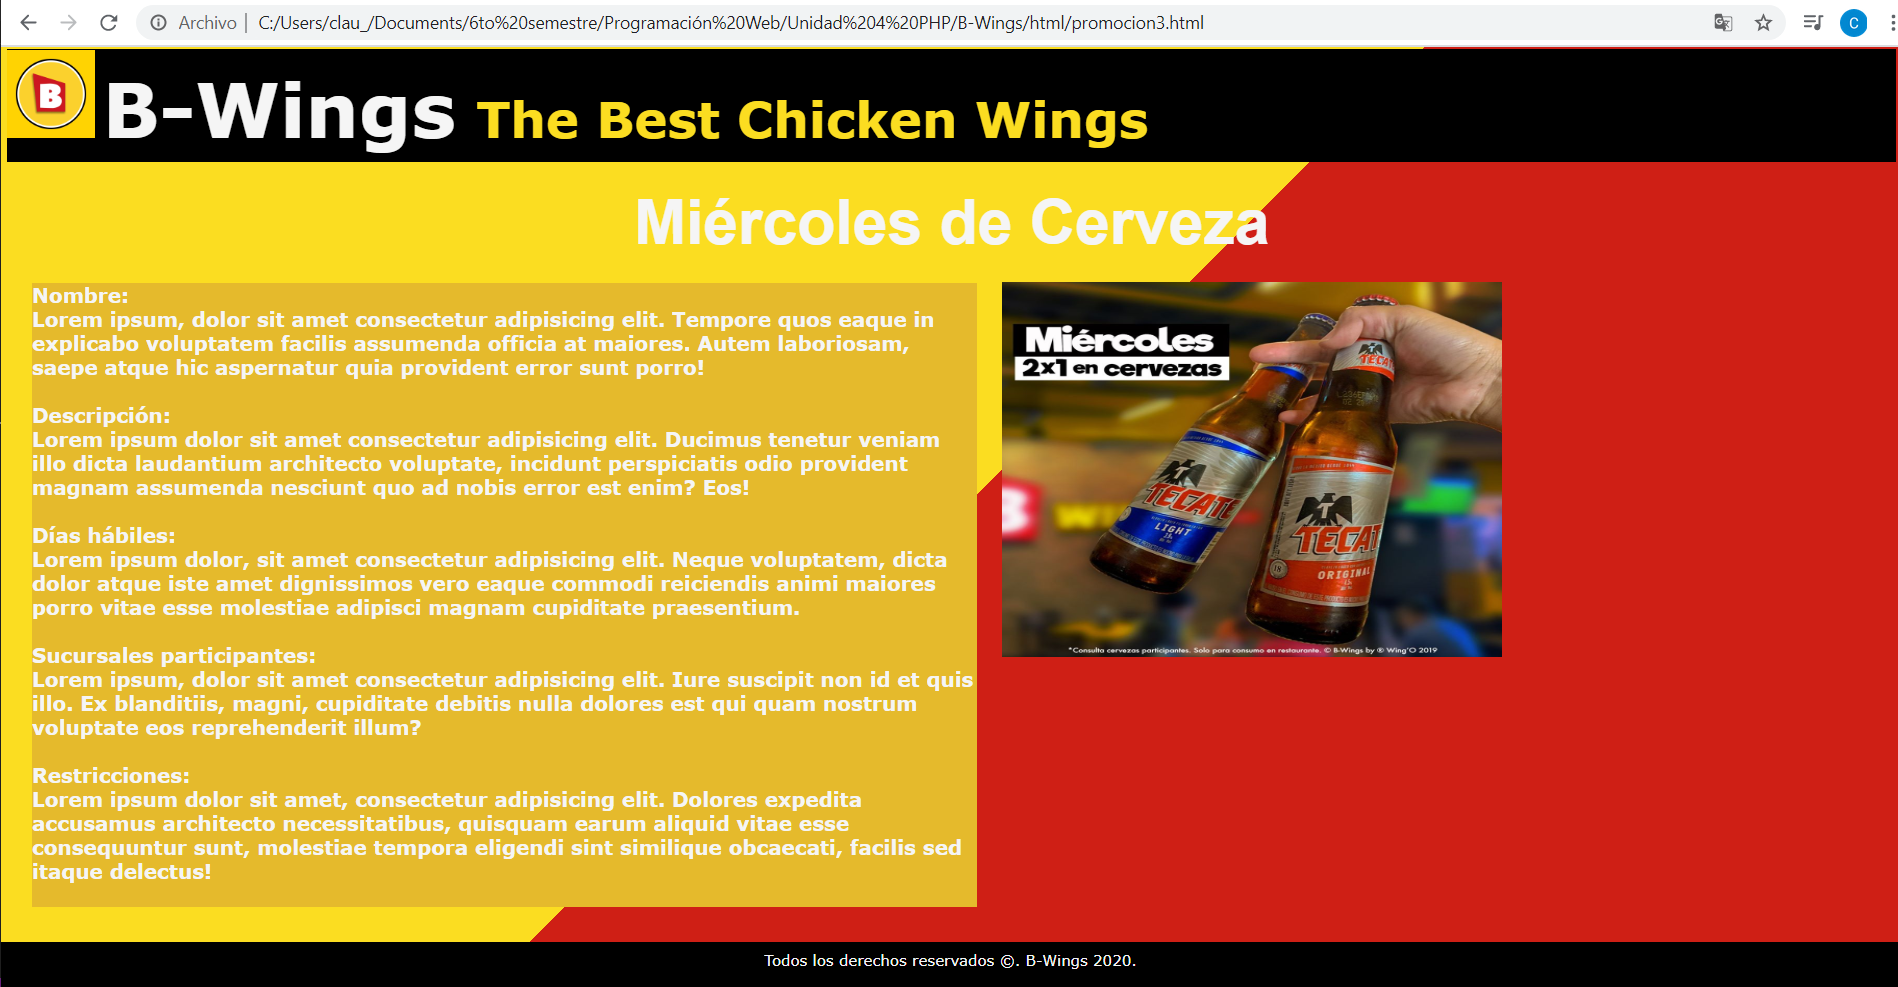 Archivo | C:/Users/clau_/Documents/6to%20semestre/Programación%20Web/Unidad%204%20PHP/B-Wings/html/promocion3.html
C
B
B-Wings The Best Chicken Wings
Miércoles de Cerveza
Nombre:
Lorem ipsum, dolor sit amet consectetur adipisicing elit. Tempore quos eaque in
explicabo voluptatem facilis assumenda officia at maiores. Autem laboriosam,
saepe atque hic aspernatur quia provident error sunt porro!
Descripción:
Lorem ipsum dolor sit amet consectetur adipisicing elit. Ducimus tenetur veniam
illo dicta laudantium architecto voluptate, incidunt perspiciatis odio provident
magnam assumenda nesciunt quo ad nobis error est enim? Eos!
Días hábiles:
Lorem ipsum dolor, sit amet consectetur adipisicing elit. Neque voluptatem, dicta
dolor atque iste amet dignissimos vero eaque commodi reiciendis animi maiores
porro vitae esse molestiae adipisci magnam cupiditate praesentium.
Sucursales participantes:
Lorem ipsum, dolor sit amet consectetur adipisicing elit. Iure suscipit non id et quis
illo. Ex blanditiis, magni, cupiditate debitis nulla dolores est qui quam nostrum
voluptate eos reprehenderit illum?
Restricciones:
Lorem ipsum dolor sit amet, consectetur adipisicing elit. Dolores expedita
accusamus architecto necessitatibus, quisquam earum aliquid vitae esse
consequuntur sunt, molestiae tempora eligendi sint similique obcaecati, facilis sed
itaque delectus!
Miércoles
2x1 en cervezas
TECATE
T
TECATE
LIGHT
T
TECAT
ORIGINAL
18
B
*Consulta cervezas participantes. Solo para consumo en restaurante. © B-Wings by ® Wing'O 2019
Todos los derechos reservados ©. B-Wings 2020.